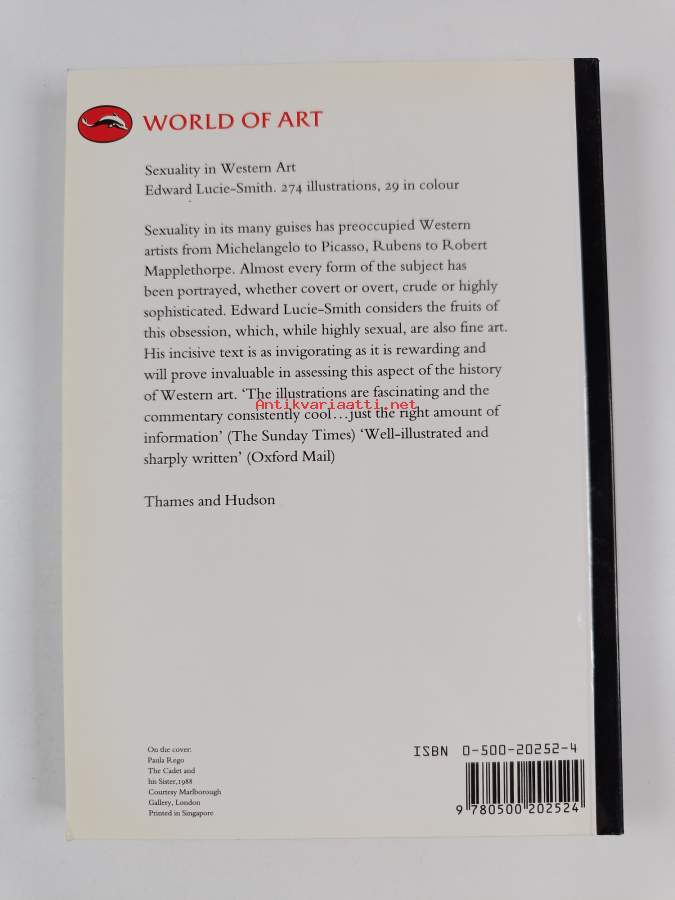 WORLD OF ART
Sexuality in Western Art
Edward Lucie-Smith. 274 illustrations, 29 in colour
Sexuality in its many guises has preoccupied Western
artists from Michelangelo to Picasso, Rubens to Robert
Mapplethorpe. Almost every form of the subject has
been portrayed, whether covert or overt, crude or highly
sophisticated. Edward Lucie-Smith considers the fruits of
this obsession, which, while highly sexual, are also fine art.
His incisive text is as invigorating as it is rewarding and
will prove invaluable in assessing this aspect of the history
of Western art. ‘The illustrations are fascinating and the
Antikvariaatti.net
commentary consistently cool…just the right amount of
information’ (The Sunday Times) ‘Well-illustrated and
sharply written’ (Oxford Mail)
Thames and Hudson
On the cover:
Paula Rego
The Cadet and
his Sister,1988
Courtesy Marlborough
Gallery, London
Printed in Singapore
ISBN 0-500-20252-4
9 780500 202524